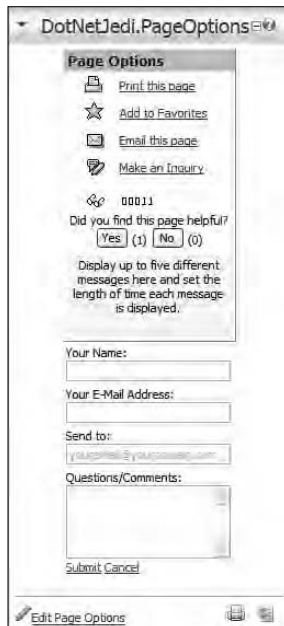 DotNetJedi.PageOptions
Page Options
Print this page
Add to Favorites
Email this page
Make an Inquiry
00011
Did you find this page helpful?
Yes (1) No (0)
Display up to five different
messages here and set the
length of time each message
is displayed.
Your Name:
Your E-Mail Address:
Send to:
Questions/Comments:
Submit Cancel
Edit Page Options